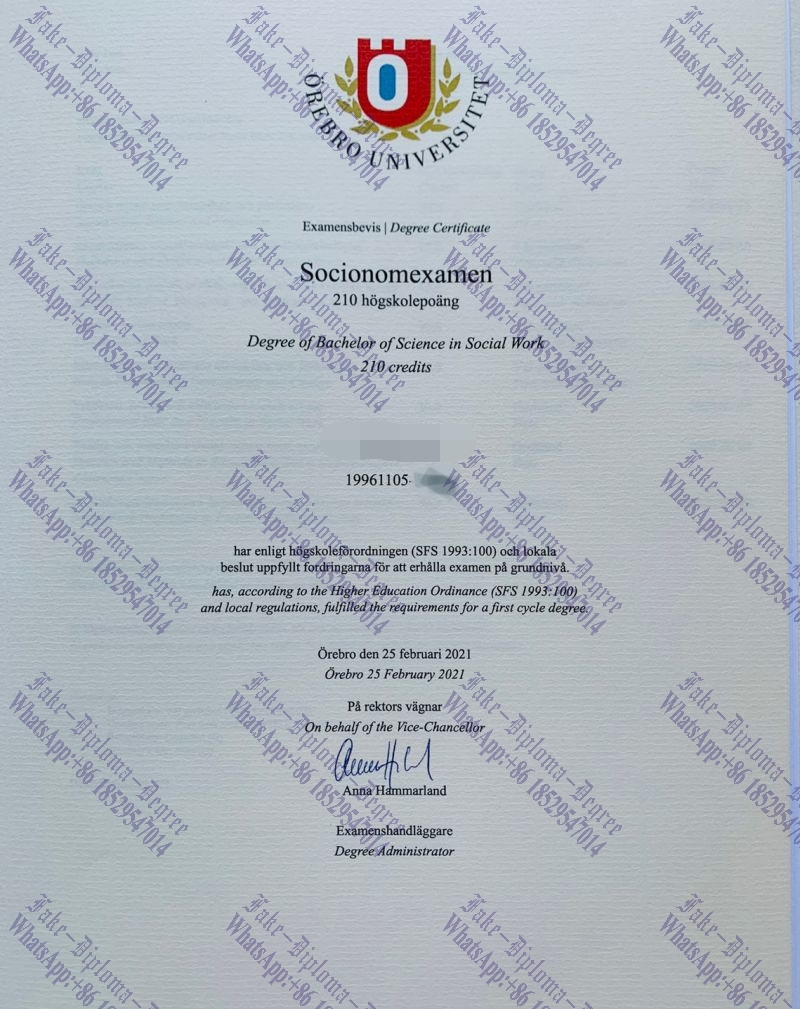 ÖREBRO UNIVERSITET
Examensbevis | Degree Certificate
Socionomexamen
210 högskolepoäng
Degree of Bachelor of Science in Social Work
210 credits
19961105-
har enligt högskoleförordningen (SFS 1993:100) och lokala
beslut uppfyllt fordringarna för att erhålla examen på grundnivå.
has, according to the Higher Education Ordinance (SFS 1993:100)
and local regulations, fulfilled the requirements for a first cycle degree.
Örebro den 25 februari 2021
Örebro 25 February 2021
På rektors vägnar
On behalf of the Vice-Chancellor
Anna Hammarland
Examenshandläggare
Degree Administrator
Fake-Diploma-Degree
WhatsApp:+86 18529547014